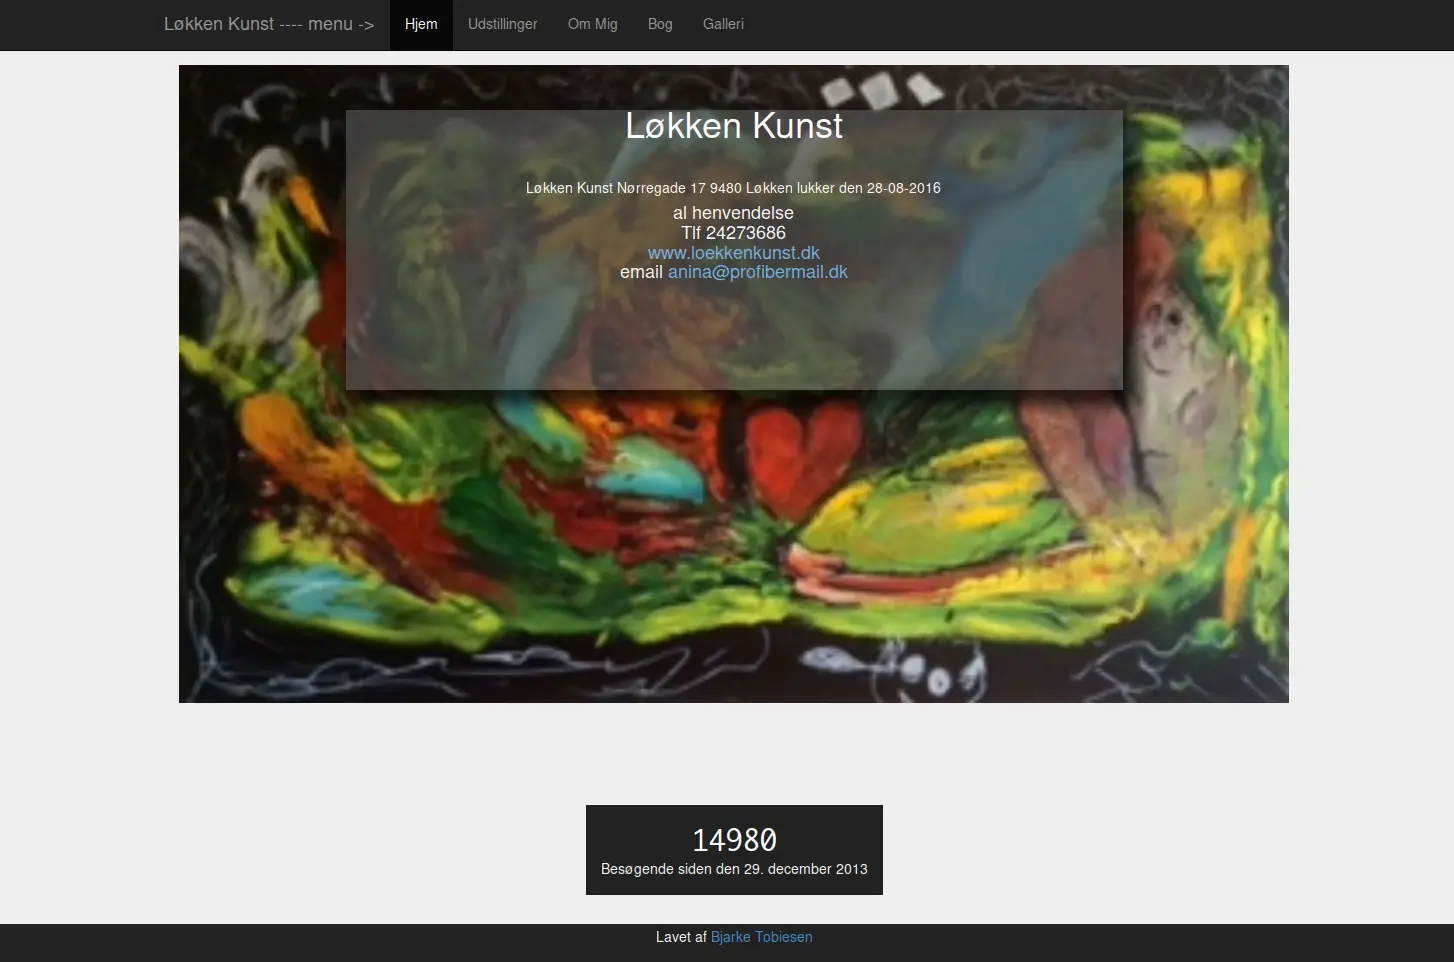 Løkken Kunst ---- menu -> Hjem Udstillinger Om Mig Bog Galleri
Løkken Kunst
Løkken Kunst Nørregade 17 9480 Løkken lukker den 28-08-2016
al henvendelse
Tlf 24273686
www.loekkenkunst.dk
email anina@profibermail.dk
14980
Besøgende siden den 29. december 2013
Lavet af Bjarke Tobiesen